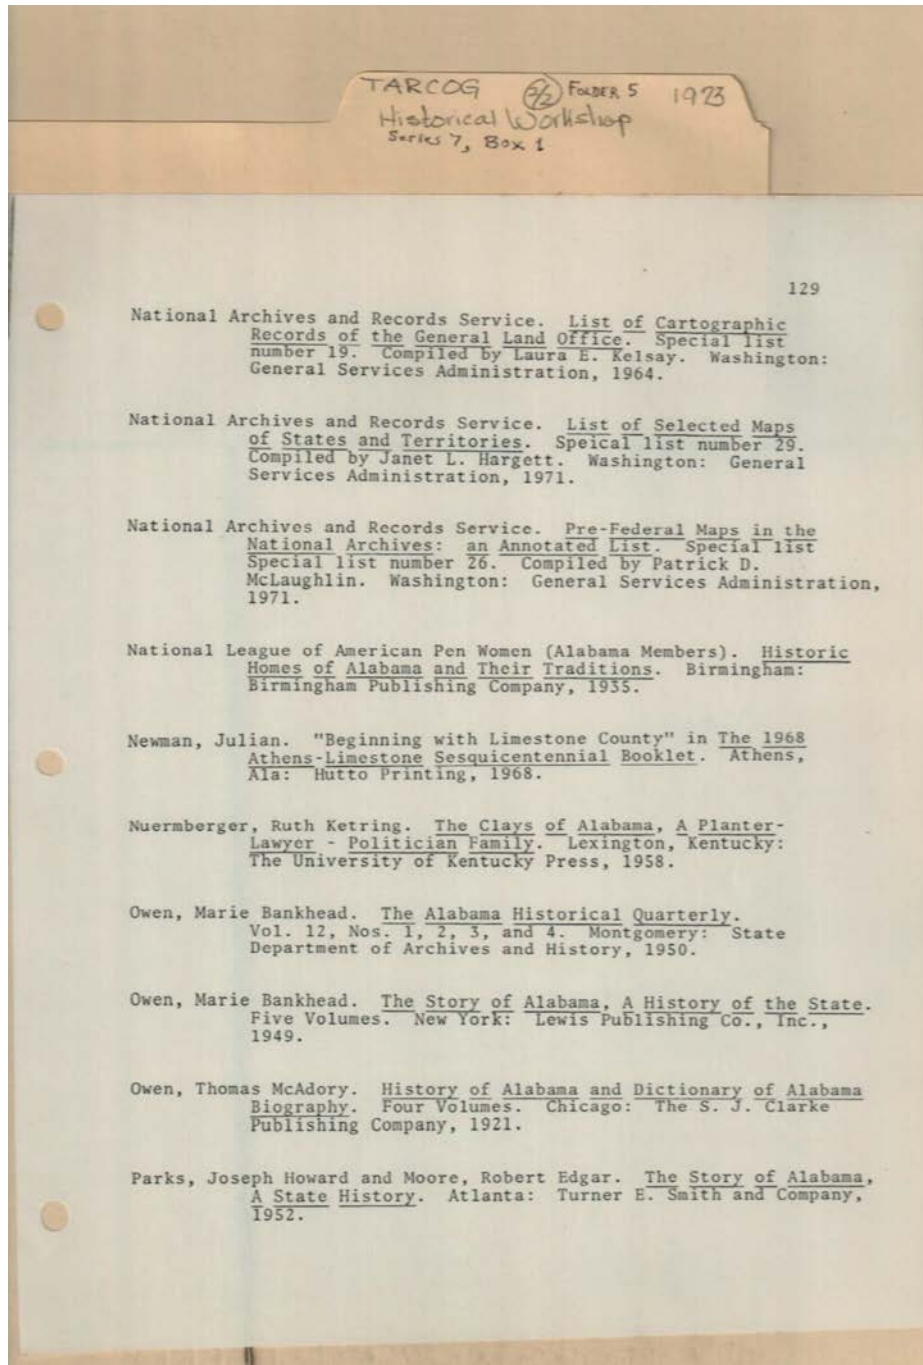 TARCOG 2/2 FOLDER 5 1973
Historical Workshop
Series 7, Box 1
129
National Archives and Records Service. List of Cartographic
Records of the General Land Office. Special list
number 19. Compiled by Laura E. Kelsay. Washington:
General Services Administration, 1964.
National Archives and Records Service. List of Selected Maps
of States and Territories. Speical list number 29.
Compiled by Janet L. Hargett. Washington: General
Services Administration, 1971.
National Archives and Records Service. Pre-Federal Maps in the
National Archives: an Annotated List. Special list
Special list number 26. Compiled by Patrick D.
McLaughlin. Washington: General Services Administration,
1971.
National League of American Pen Women (Alabama Members). Historic
Homes of Alabama and Their Traditions. Birmingham:
Birmingham Publishing Company, 1935.
Newman, Julian. "Beginning with Limestone County" in The 1968
Athens-Limestone Sesquicentennial Booklet. Athens,
Ala: Hutto Printing, 1968.
Nuermberger, Ruth Ketring. The Clays of Alabama, A Planter-
Lawyer - Politician Family. Lexington, Kentucky:
The University of Kentucky Press, 1958.
Owen, Marie Bankhead. The Alabama Historical Quarterly.
Vol. 12, Nos. 1, 2, 3, and 4. Montgomery: State
Department of Archives and History, 1950.
Owen, Marie Bankhead. The Story of Alabama, A History of the State.
Five Volumes. New York: Lewis Publishing Co., Inc.,
1949.
Owen, Thomas McAdory. History of Alabama and Dictionary of Alabama
Biography. Four Volumes. Chicago: The S. J. Clarke
Publishing Company, 1921.
Parks, Joseph Howard and Moore, Robert Edgar. The Story of Alabama,
A State History. Atlanta: Turner E. Smith and Company,
1952.